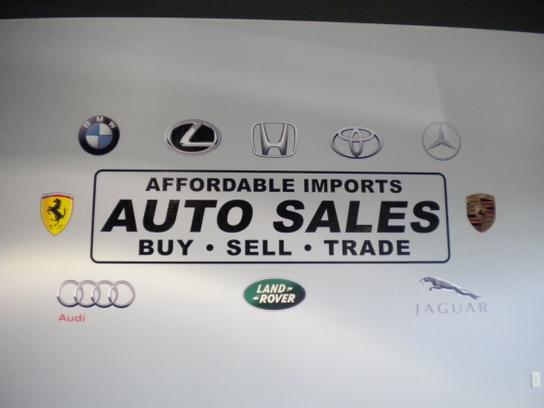 BMW
AFFORDABLE IMPORTS
AUTO SALES
BUY • SELL • TRADE
Audi
LAND-
-ROVER
JAGUAR